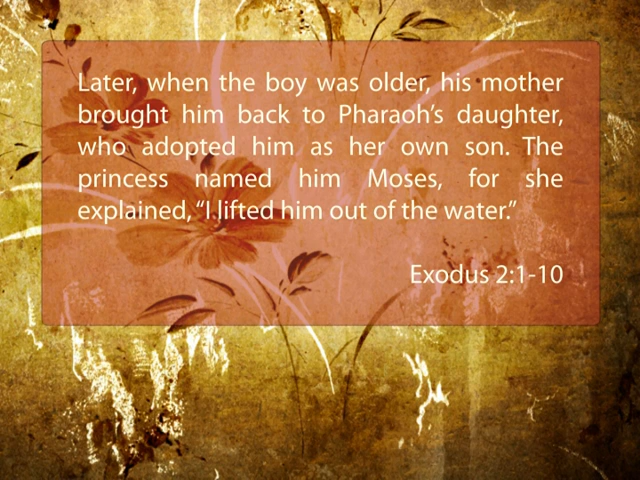 Later, when the boy was older, his mother
brought him back to Pharaoh’s daughter,
who adopted him as her own son. The
princess named him Moses, for she
explained, “I lifted him out of the water.”
Exodus 2:1-10